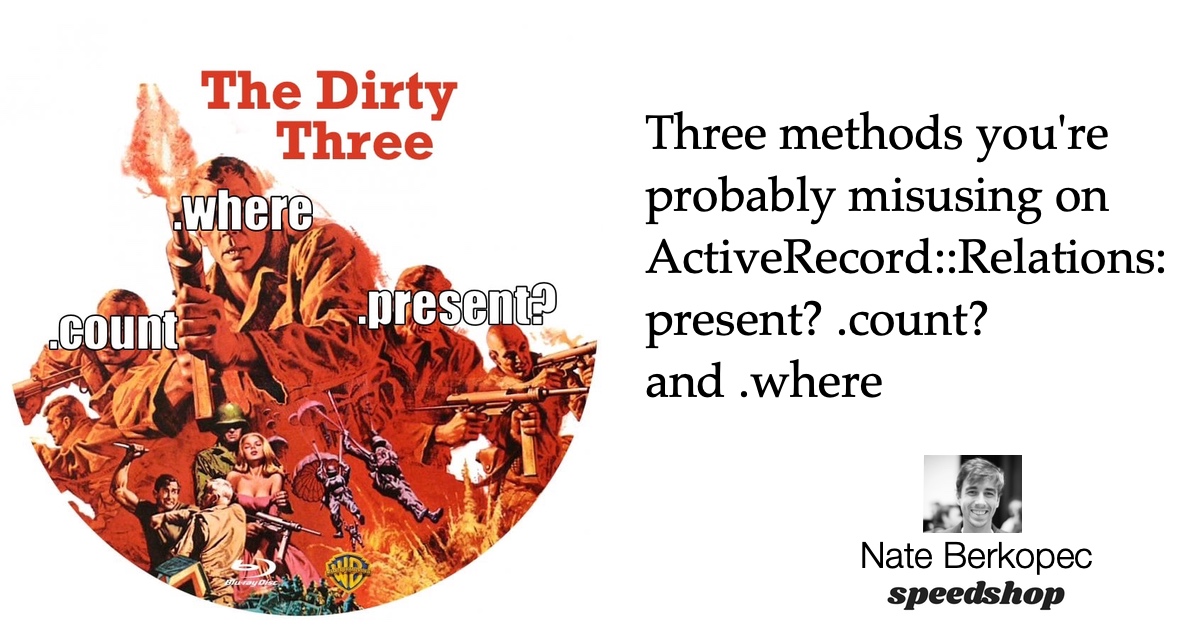 The Dirty
Three
.where
.present?
.count
Blu-ray Disc
WB
Three methods you're
probably misusing on
ActiveRecord::Relations:
present? .count?
and .where
Nate Berkopec
speedshop